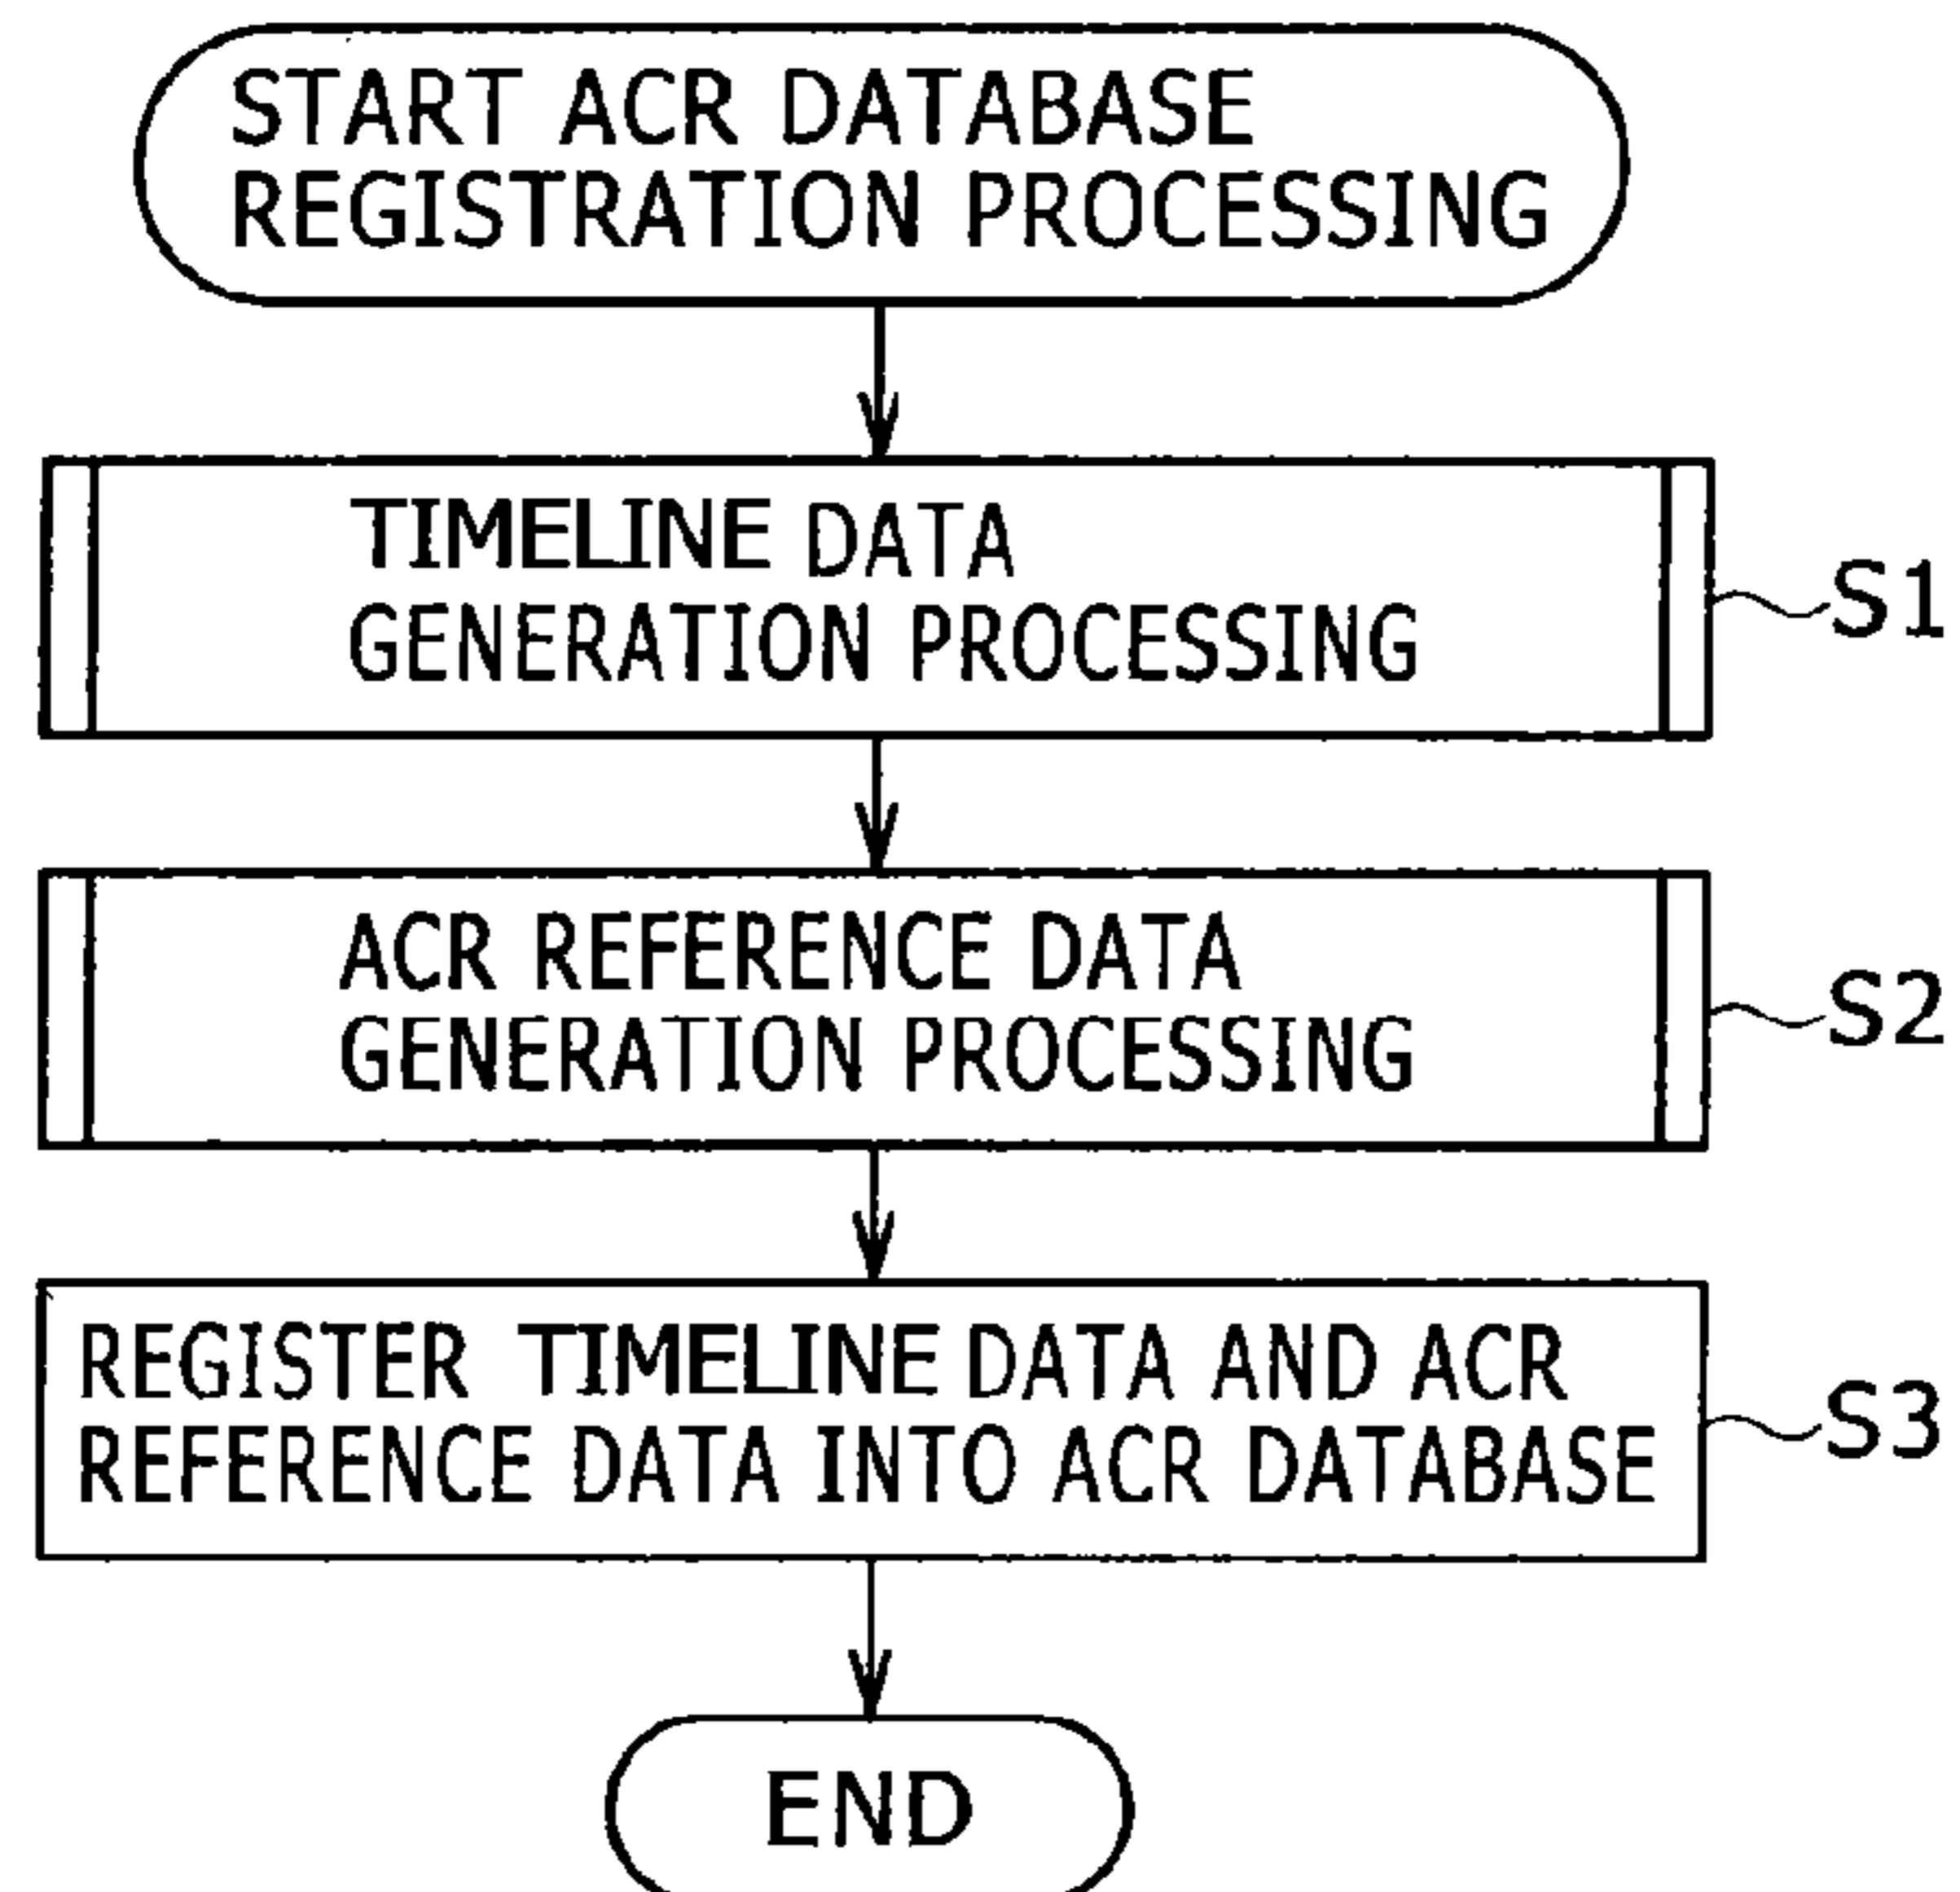 START ACR DATABASE
REGISTRATION PROCESSING
TIMELINE DATA
GENERATION PROCESSING
S1
ACR REFERENCE DATA
GENERATION PROCESSING
S2
REGISTER TIMELINE DATA AND ACR
REFERENCE DATA INTO ACR DATABASE
S3
END